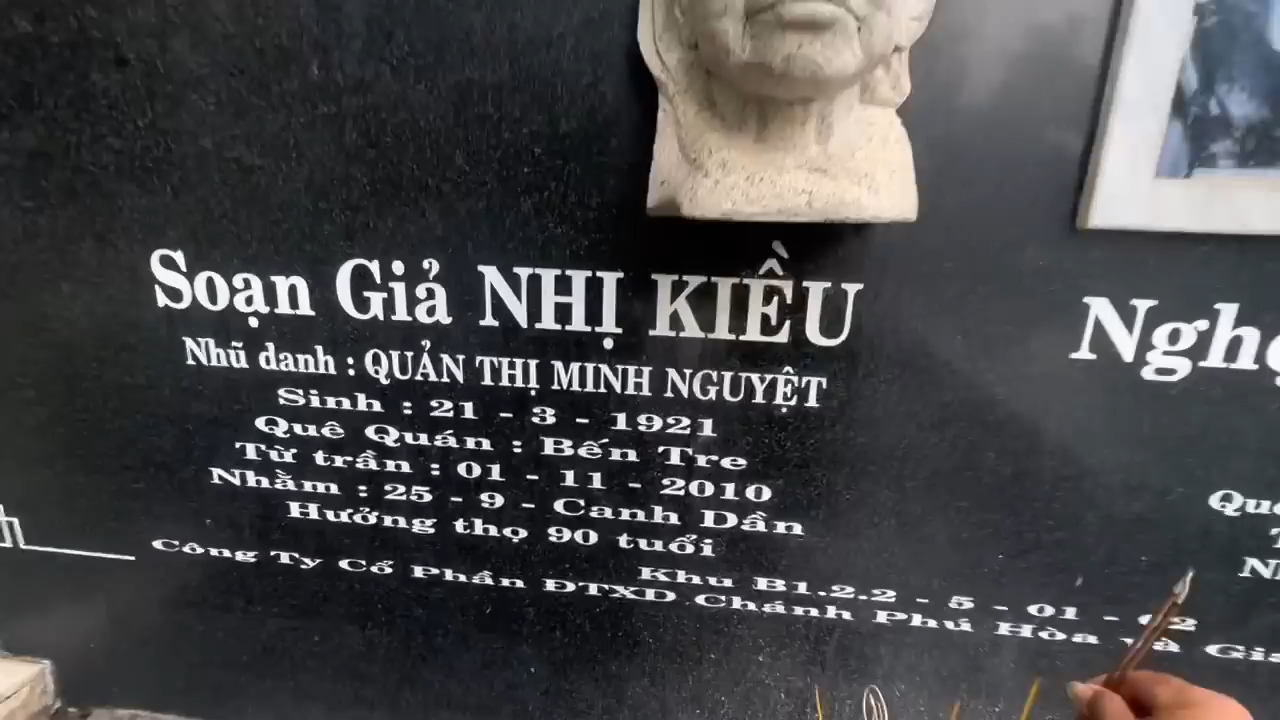 Soạn Giả NHỊ KIỀU
Nhũ danh : QUẢN THỊ MINH NGUYỆT
Sinh : 21 - 3 - 1921
Quê Quán : Bến Tre
Từ trần : 01 - 11 - 2010
Nhằm : 25 - 9 - Canh Dần
Hưởng thọ 90 tuổi
Khu B1.2.2 - 5 - 01 - 02
Công Ty Cổ Phần ĐTXD Chánh Phú Hòa và